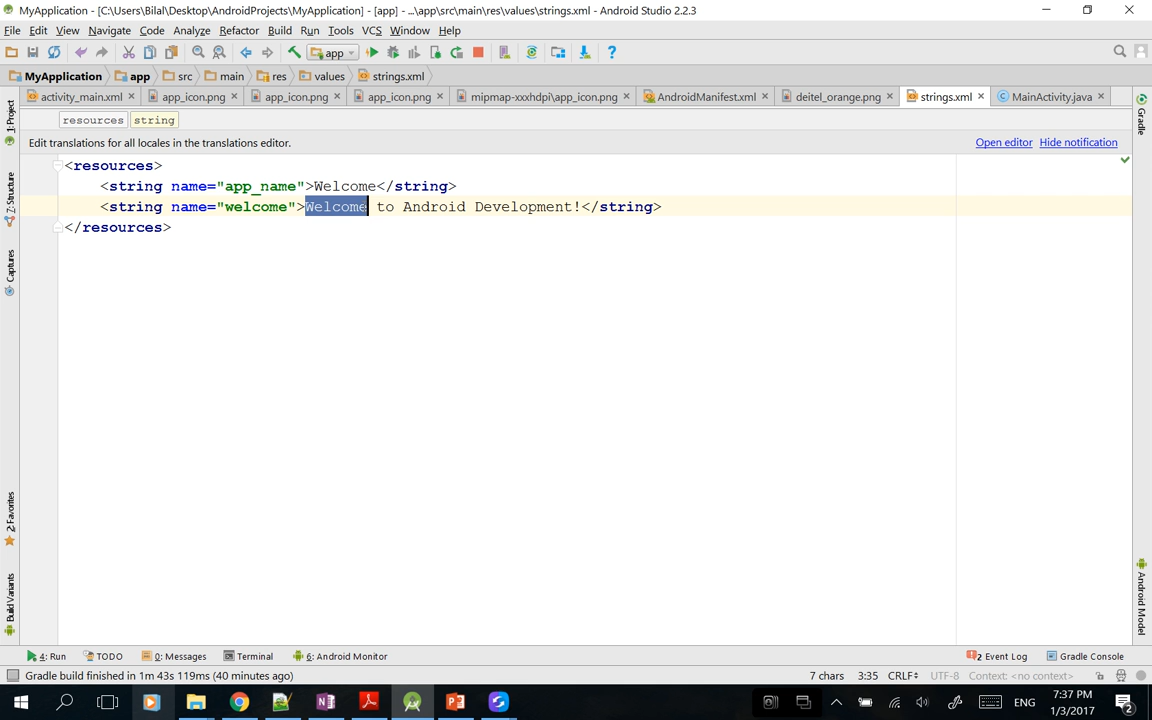 MyApplication - [C:\Users\Bilal\Desktop\AndroidProjects\MyApplication] - [app] - ...\app\src\main\res\values\strings.xml - Android Studio 2.2.3
File Edit View Navigate Code Analyze Refactor Build Run Tools VCS Window Help
app
MyApplication app src main res values strings.xml
activity_main.xml app_icon.png app_icon.png app_icon.png mipmap-xxxhdpi\app_icon.png AndroidManifest.xml deitel_orange.png strings.xml MainActivity.java
resources string
Edit translations for all locales in the translations editor. Open editor Hide notification
<resources>
<string name="app_name">Welcome</string>
<string name="welcome">Welcome to Android Development!</string>
</resources>
1: Project
7: Structure
Captures
2: Favorites
Build Variants
Gradle
Android Model
4: Run TODO 0: Messages Terminal 6: Android Monitor 2 Event Log Gradle Console
Gradle build finished in 1m 43s 119ms (40 minutes ago) 7 chars 3:35 CRLF UTF-8 Context: <no context>
ENG 7:37 PM
1/3/2017 2